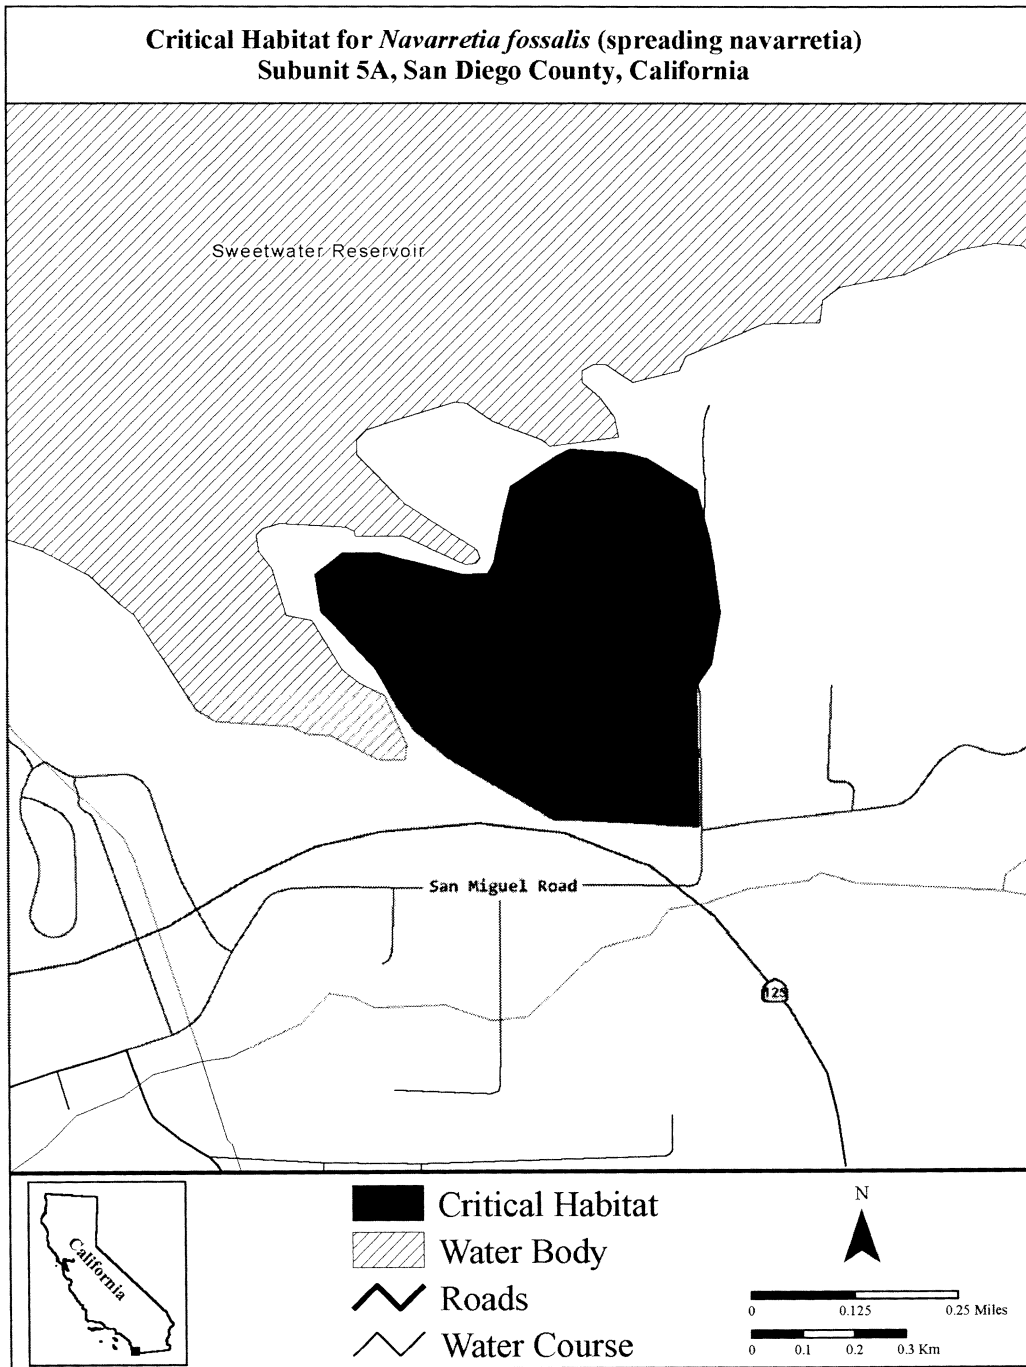 Critical Habitat for Navarretia fossalis (spreading navarretia)
Subunit 5A, San Diego County, California
Sweetwater Reservoir
San Miguel Road
125
California
Critical Habitat
Water Body
Roads
Water Course
N
0 0.125 0.25 Miles
0 0.1 0.2 0.3 Km